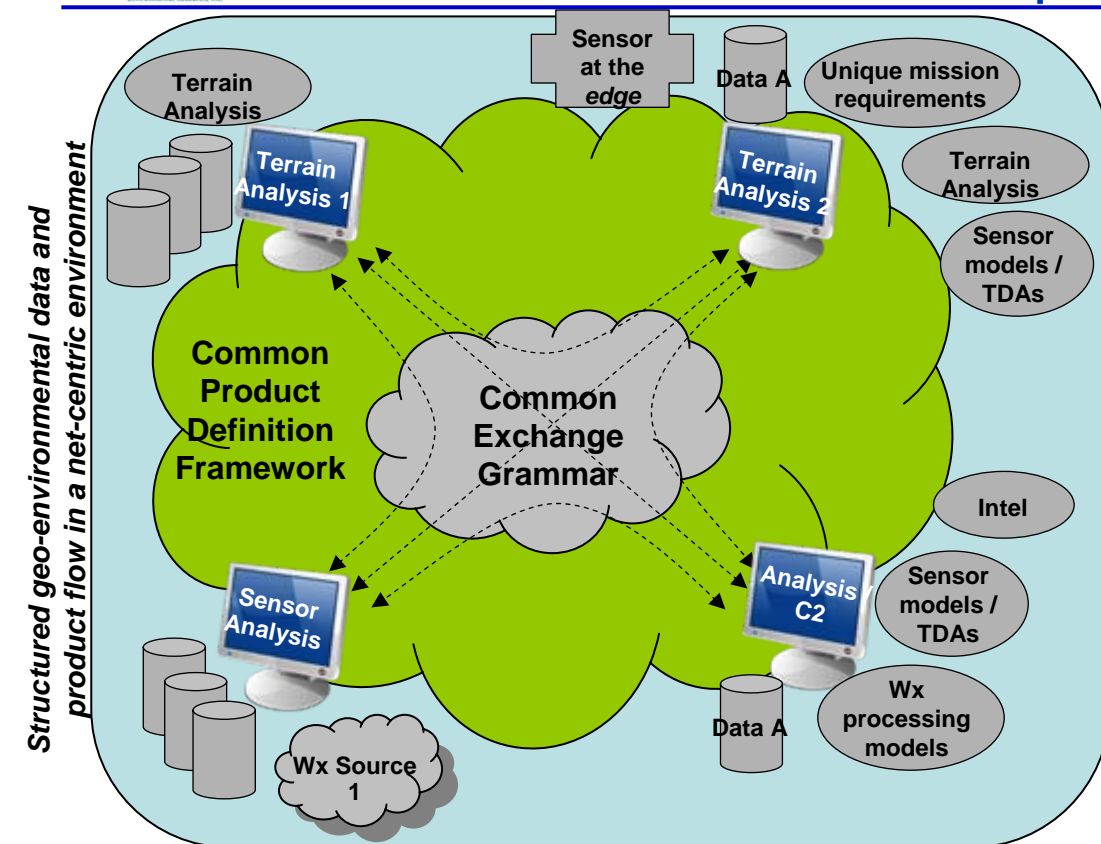 Sensor
at the
edge
Data A
Unique mission
requirements
Terrain
Analysis
Terrain
Analysis 1
Terrain
Analysis 2
Terrain
Analysis
Sensor
models /
TDAs
Structured geo-environmental data and
product flow in a net-centric environment
Common
Product
Definition
Framework
Common
Exchange
Grammar
Intel
Sensor
Analysis
Analysis /
C2
Sensor
models /
TDAs
Wx
processing
models
Data A
Wx Source
1